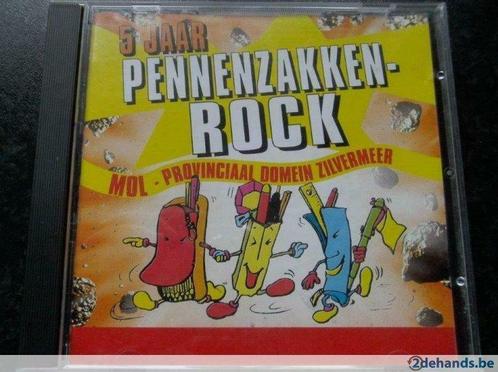 5 JAAR
PENNENZAKKEN-
ROCK
MOL - PROVINCIAAL DOMEIN ZILVERMEER
2dehands.be